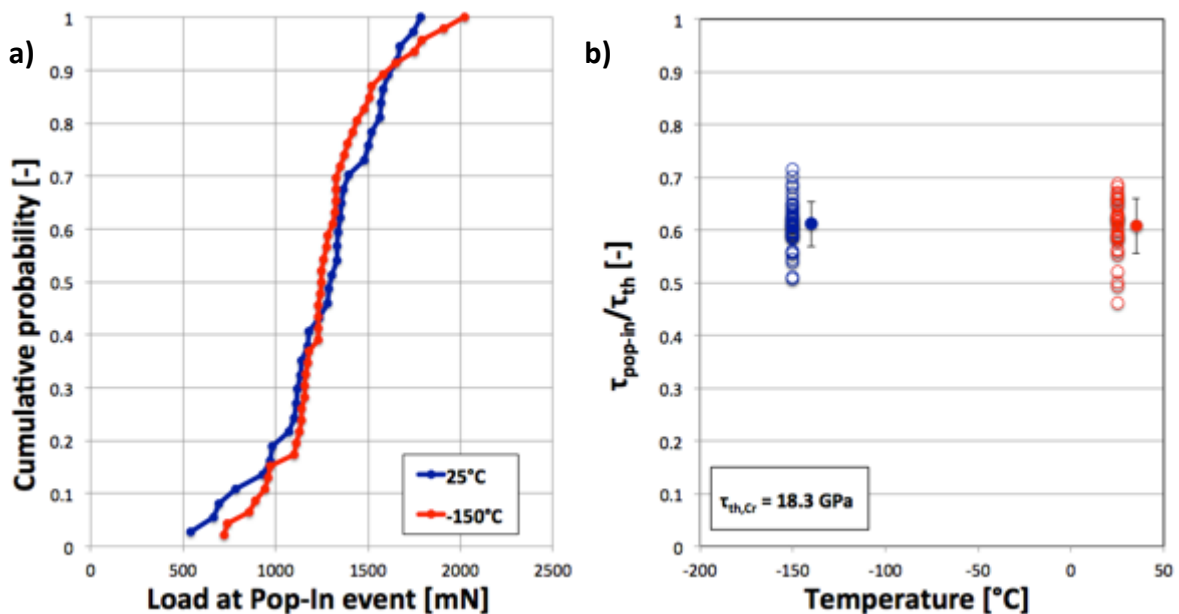 a)
Cumulative probability [-]
1
0.9
0.8
0.7
0.6
0.5
0.4
0.3
0.2
0.1
0
0 500 1000 1500 2000 2500
Load at Pop-In event [mN]
25°C
-150°C
b)
τpop-in/τth [-]
1
0.9
0.8
0.7
0.6
0.5
0.4
0.3
0.2
0.1
0
-200 -150 -100 -50 0 50
Temperature [°C]
τth,Cr = 18.3 GPa